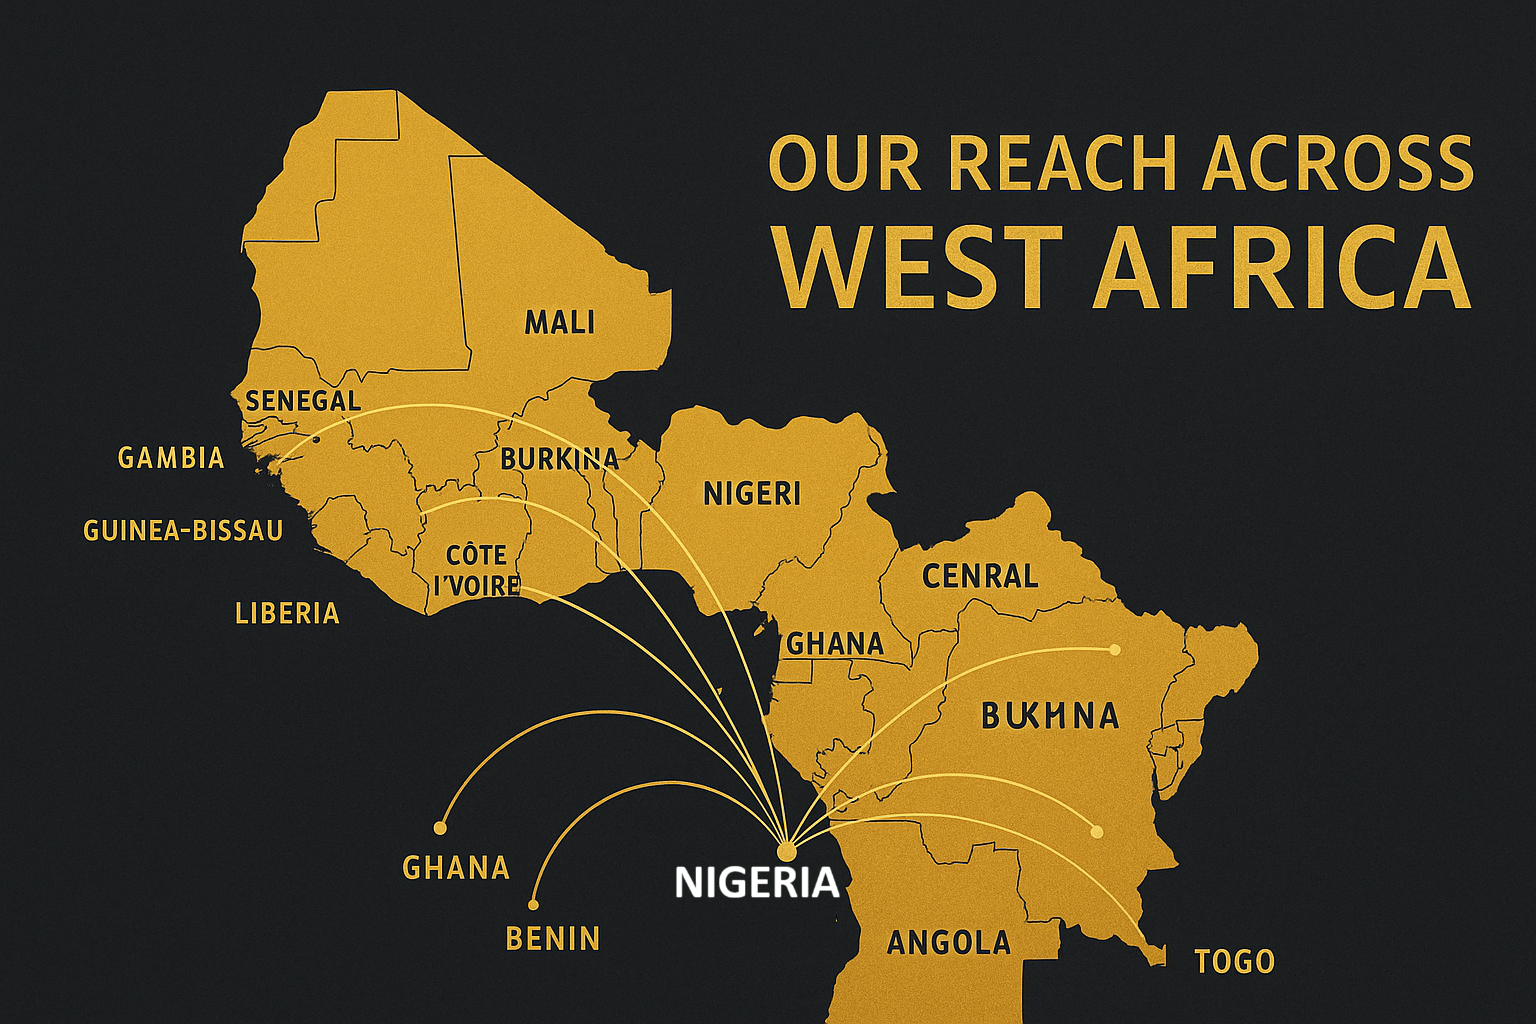 OUR REACH ACROSS
WEST AFRICA
MALI
SENEGAL
GAMBIA
BURKINA
NIGERI
GUINEA-BISSAU
CÔTE
I'VOIRE
CENRAL
LIBERIA
GHANA
GHANA
NIGERIA
BENIN
ANGOLA
TOGO